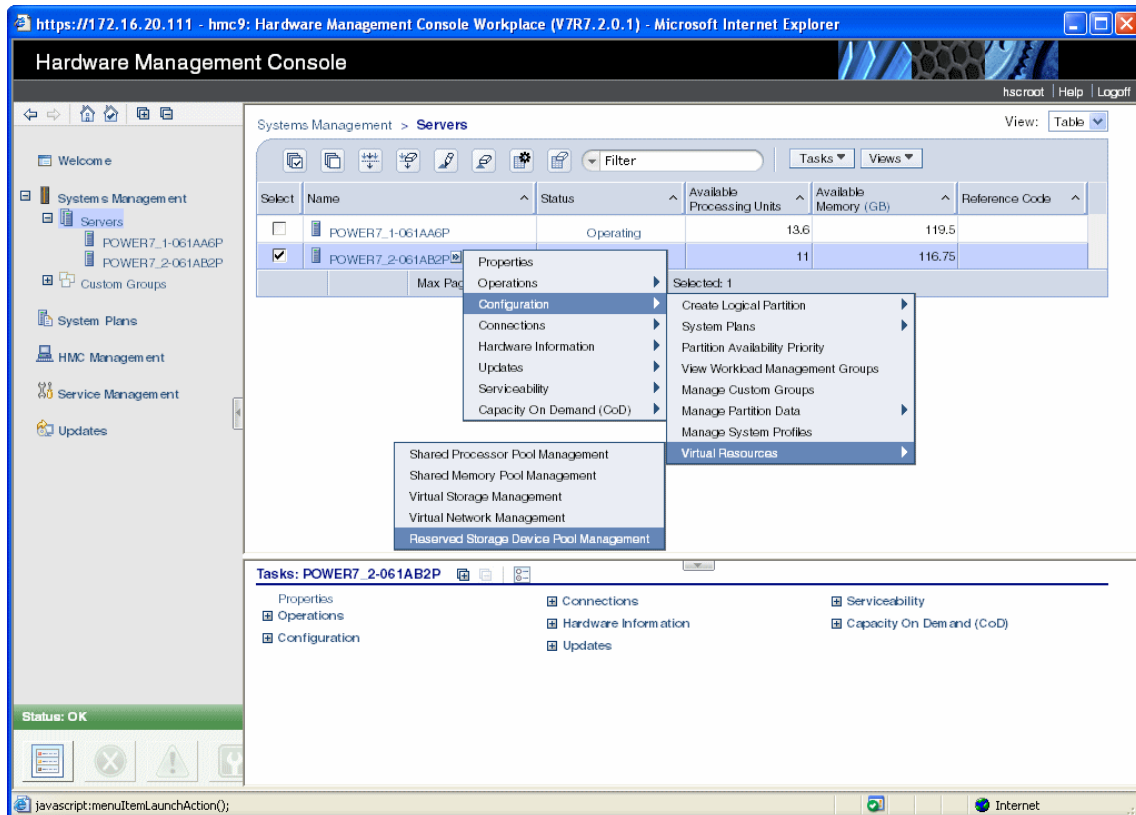 https://172.16.20.111 - hmc9: Hardware Management Console Workplace (V7R7.2.0.1) - Microsoft Internet Explorer
Hardware Management Console
hscroot | Help | Logoff
Systems Management > Servers
View: Table
Welcome
Systems Management
Servers
POWER7_1-061AA6P
POWER7_2-061AB2P
Custom Groups
System Plans
HMC Management
Service Management
Updates
Filter
Tasks
Views
Select
Name
Status
Available Processing Units
Available Memory (GB)
Reference Code
POWER7_1-061AA6P Operating 13.6 119.5
POWER7_2-061AB2P 11 116.75
Max Pag
Selected: 1
Properties
Operations
Configuration
Connections
Hardware Information
Updates
Serviceability
Capacity On Demand (CoD)
Create Logical Partition
System Plans
Partition Availability Priority
View Workload Management Groups
Manage Custom Groups
Manage Partition Data
Manage System Profiles
Virtual Resources
Shared Processor Pool Management
Shared Memory Pool Management
Virtual Storage Management
Virtual Network Management
Reserved Storage Device Pool Management
Tasks: POWER7_2-061AB2P
Properties
Operations
Configuration
Connections
Hardware Information
Updates
Serviceability
Capacity On Demand (CoD)
Status: OK
javascript:menuItemLaunchAction();
Internet